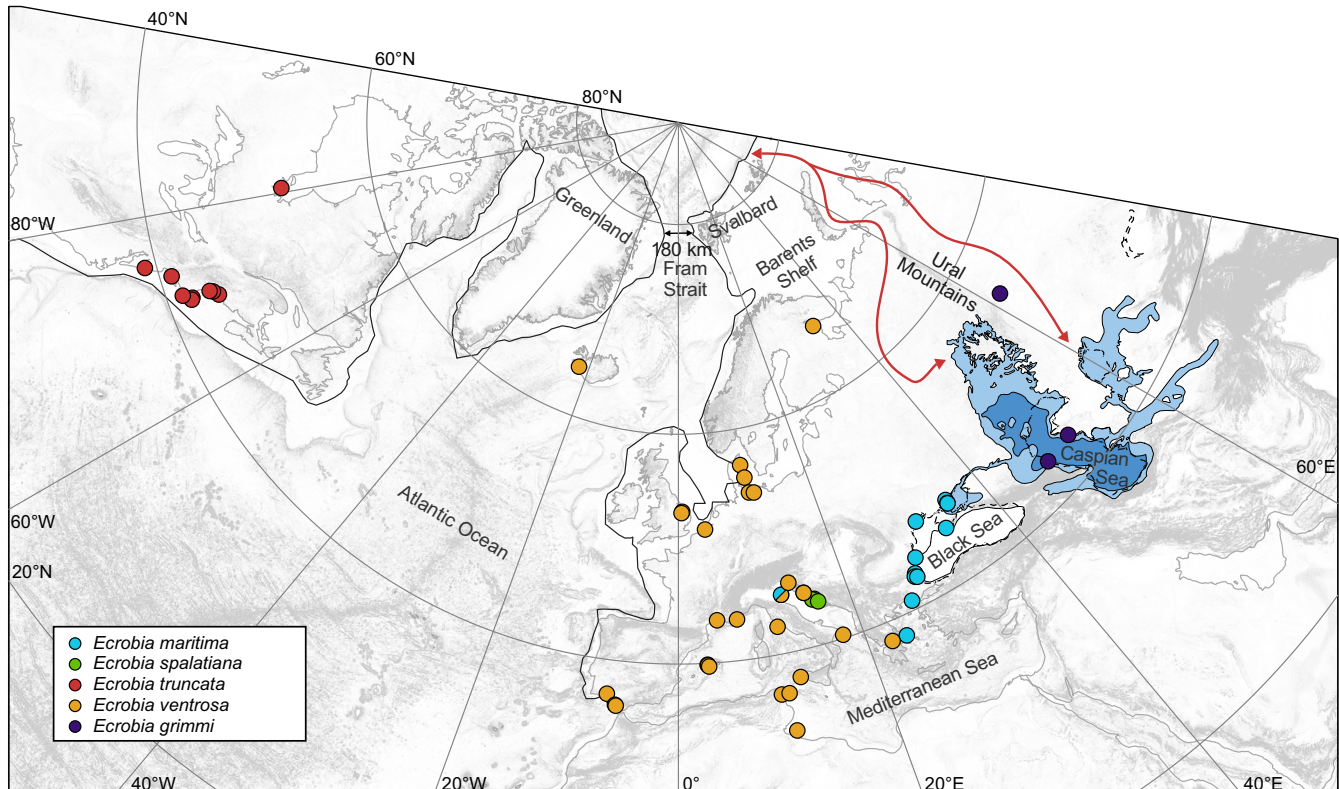 40°N
60°N
80°N
80°W
Greenland
Svalbard
180 km
Fram
Strait
Barents
Shelf
Ural
Mountains
Caspian
Sea
60°E
Atlantic Ocean
60°W
20°N
Black Sea
Mediterranean Sea
Ecrobia maritima
Ecrobia spalatiana
Ecrobia truncata
Ecrobia ventrosa
Ecrobia grimmi
40°W
20°W
0°
20°E
40°E